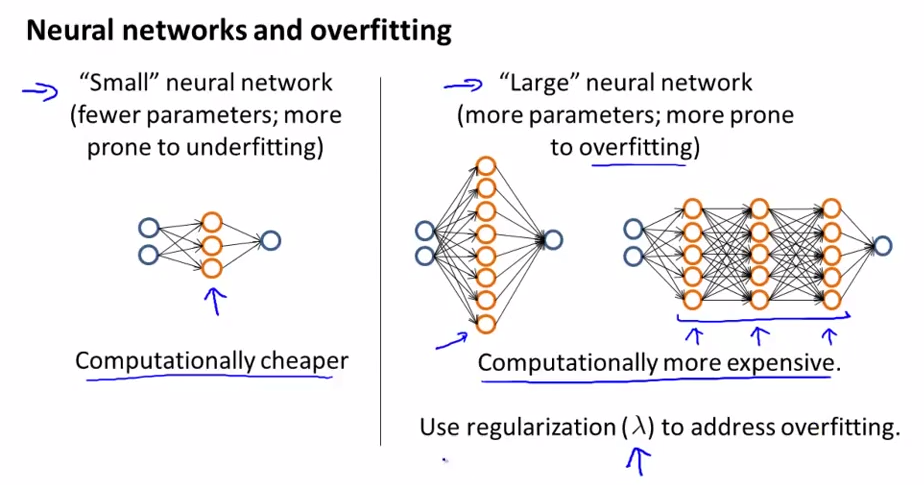 Neural networks and overfitting
“Small” neural network
(fewer parameters; more
prone to underfitting)
Computationally cheaper
“Large” neural network
(more parameters; more prone
to overfitting)
Computationally more expensive.
Use regularization (λ) to address overfitting.